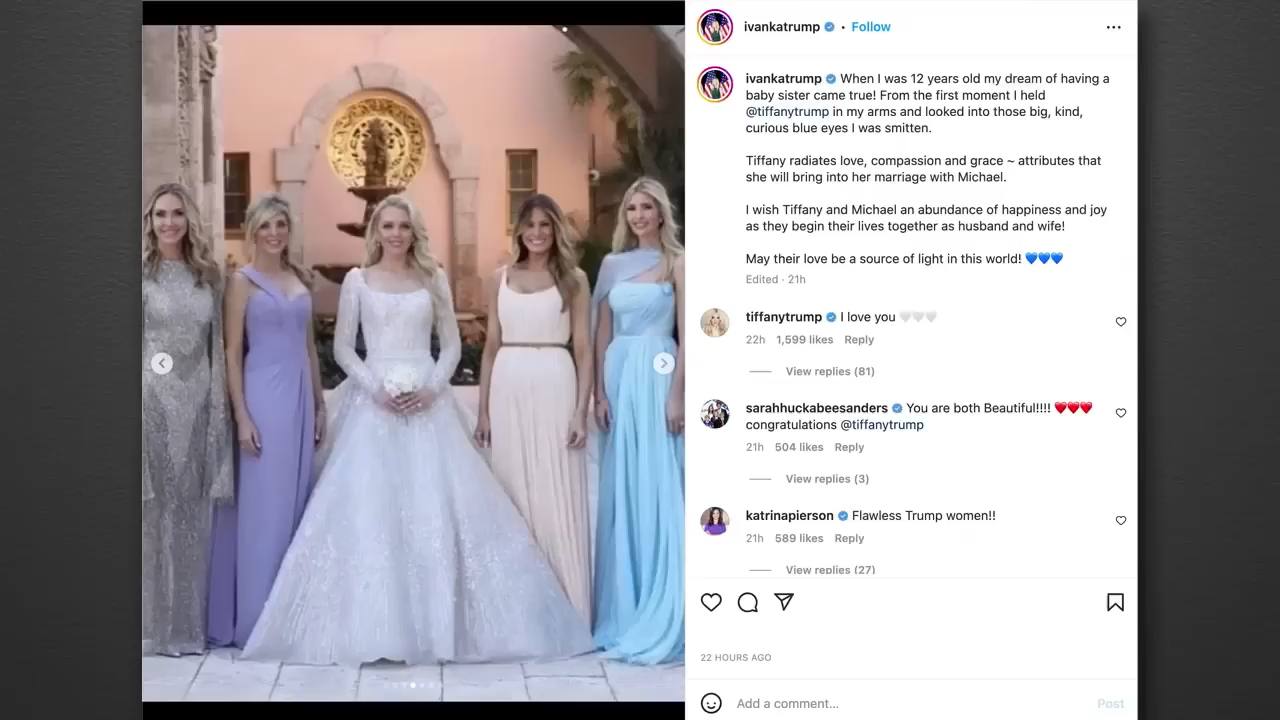 ivankatrump • Follow
ivankatrump When I was 12 years old my dream of having a
baby sister came true! From the first moment I held
@tiffanytrump in my arms and looked into those big, kind,
curious blue eyes I was smitten.
Tiffany radiates love, compassion and grace ~ attributes that
she will bring into her marriage with Michael.
I wish Tiffany and Michael an abundance of happiness and joy
as they begin their lives together as husband and wife!
May their love be a source of light in this world! 💙💙💙
Edited · 21h
tiffanytrump I love you 🤍🤍🤍
22h 1,599 likes Reply
View replies (81)
sarahhuckabeesanders You are both Beautiful!!!! ❤️❤️❤️
congratulations @tiffanytrump
21h 504 likes Reply
View replies (3)
katrinapierson Flawless Trump women!!
21h 589 likes Reply
View replies (27)
22 HOURS AGO
Add a comment... Post